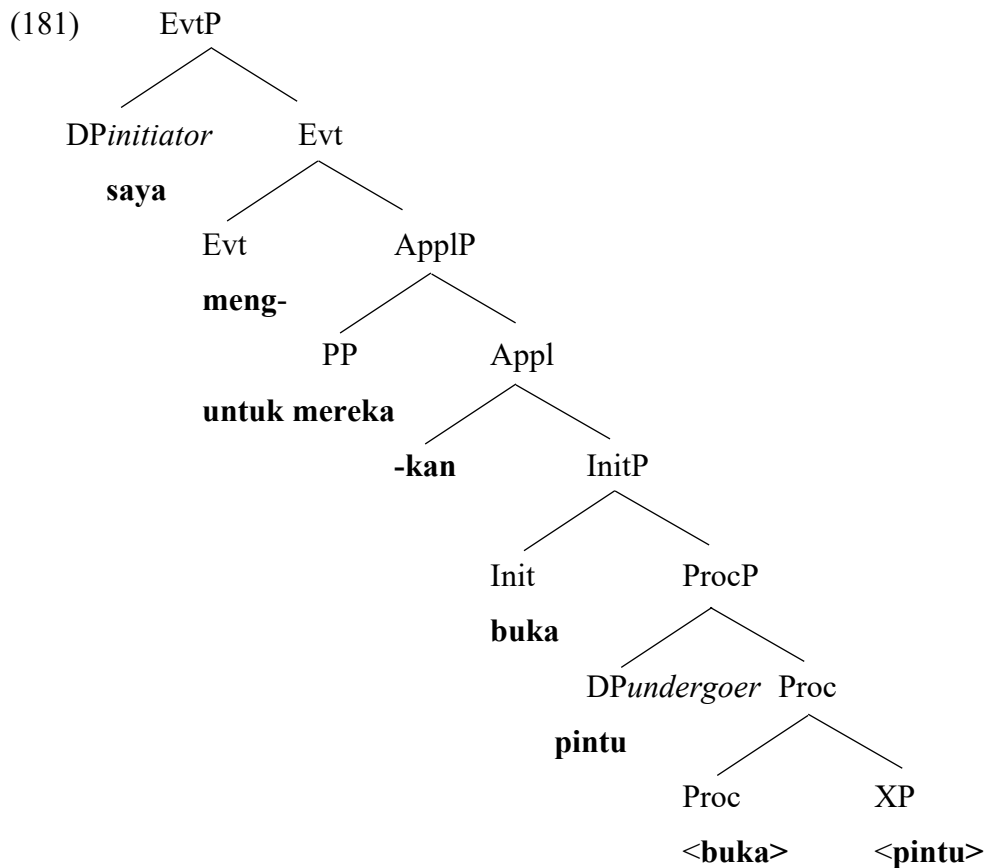 (181) EvtP
DPinitiator Evt
saya
Evt ApplP
meng-
PP Appl
untuk mereka
-kan InitP
Init ProcP
buka
DPundergoer Proc
pintu
Proc XP
<buka> <pintu>